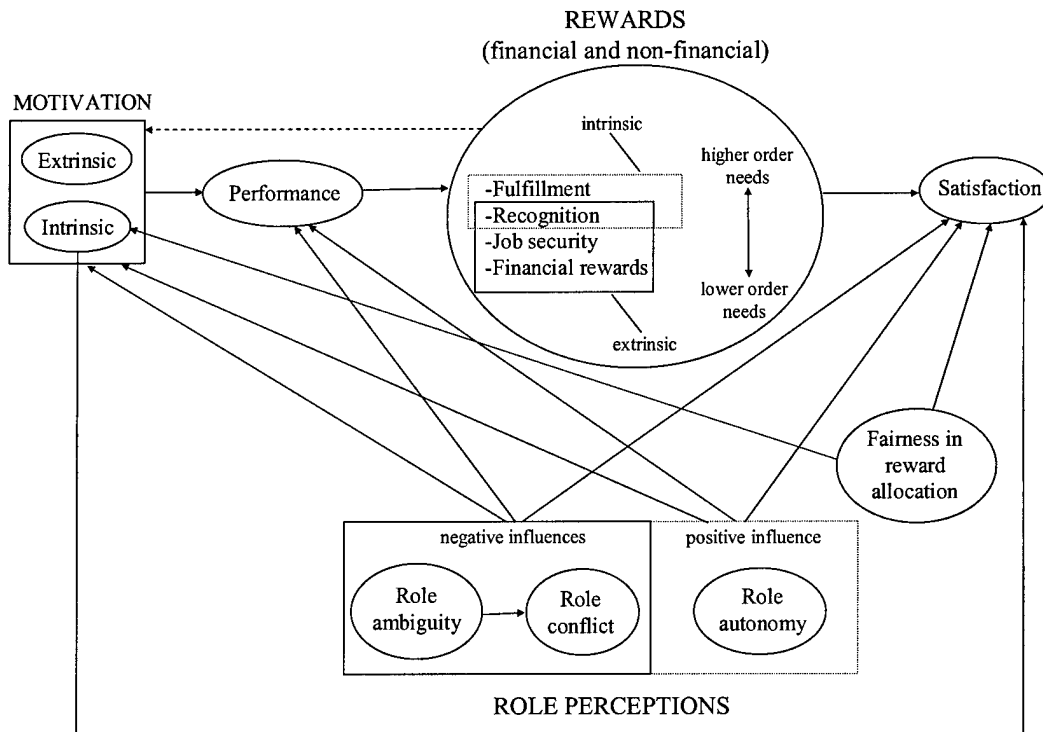 REWARDS
(financial and non-financial)
MOTIVATION
Extrinsic
Intrinsic
Performance
intrinsic
-Fulfillment
-Recognition
-Job security
-Financial rewards
extrinsic
higher order
needs
lower order
needs
Satisfaction
Fairness in
reward
allocation
negative influences
positive influence
Role
ambiguity
Role
conflict
Role
autonomy
ROLE PERCEPTIONS